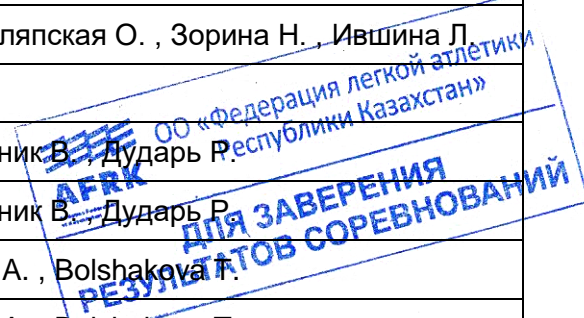 ляпская О. , Зорина Н. , Ившина Л.
ник В. , Дударь Р.
ник В. , Дударь Р.
А. , Bolshakova T.
ОО «Федерация легкой атлетики
Республики Казахстан»
AFRK
ДЛЯ ЗАВЕРЕНИЯ
РЕЗУЛЬТАТОВ СОРЕВНОВАНИЙ